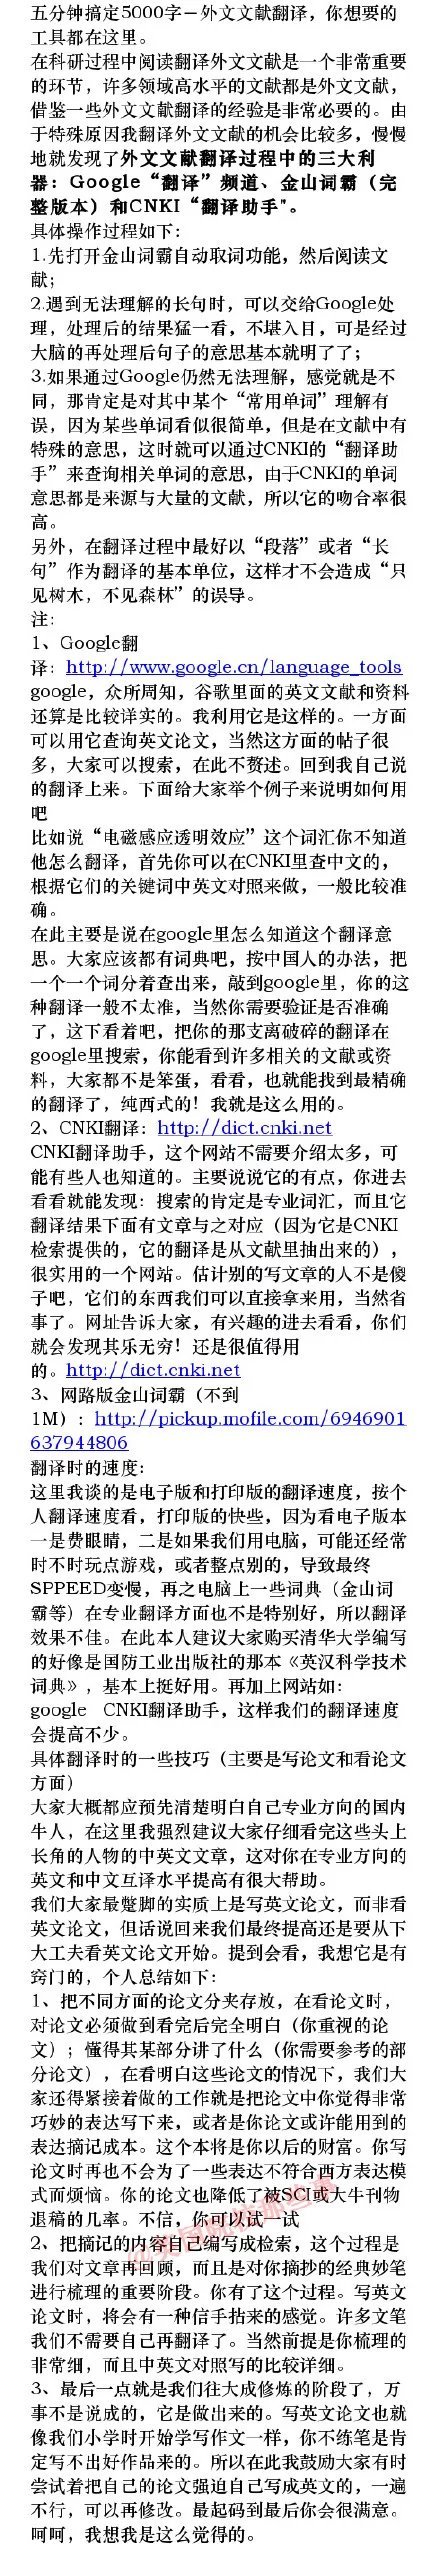 五分钟搞定5000字－外文文献翻译，你想要的
工具都在这里。
在科研过程中阅读翻译外文文献是一个非常重要
的环节，许多领域高水平的文献都是外文文献，
借鉴一些外文文献翻译的经验是非常必要的。由
于特殊原因我翻译外文文献的机会比较多，慢慢
地就发现了外文文献翻译过程中的三大利
器：Google“翻译”频道、金山词霸（完
整版本）和CNKI“翻译助手"。
具体操作过程如下：
1.先打开金山词霸自动取词功能，然后阅读文
献；
2.遇到无法理解的长句时，可以交给Google处
理，处理后的结果猛一看，不堪入目，可是经过
大脑的再处理后句子的意思基本就明了了；
3.如果通过Google仍然无法理解，感觉就是不
同，那肯定是对其中某个“常用单词”理解有
误，因为某些单词看似很简单，但是在文献中有
特殊的意思，这时就可以通过CNKI的“翻译助
手”来查询相关单词的意思，由于CNKI的单词
意思都是来源与大量的文献，所以它的吻合率很
高。
另外，在翻译过程中最好以“段落”或者“长
句”作为翻译的基本单位，这样才不会造成“只
见树木，不见森林”的误导。
注：
1、Google翻
译：http://www.google.cn/language_tools
google，众所周知，谷歌里面的英文文献和资料
还算是比较详实的。我利用它是这样的。一方面
可以用它查询英文论文，当然这方面的帖子很
多，大家可以搜索，在此不赘述。回到我自己说
的翻译上来。下面给大家举个例子来说明如何用
吧
比如说“电磁感应透明效应”这个词汇你不知道
他怎么翻译，首先你可以在CNKI里查中文的，
根据它们的关键词中英文对照来做，一般比较准
确。
在此主要是说在google里怎么知道这个翻译意
思。大家应该都有词典吧，按中国人的办法，把
一个一个词分着查出来，敲到google里，你的这
种翻译一般不太准，当然你需要验证是否准确
了，这下看着吧，把你的那支离破碎的翻译在
google里搜索，你能看到许多相关的文献或资
料，大家都不是笨蛋，看看，也就能找到最精确
的翻译了，纯西式的！我就是这么用的。
2、CNKI翻译：http://dict.cnki.net
CNKI翻译助手，这个网站不需要介绍太多，可
能有些人也知道的。主要说说它的有点，你进去
看看就能发现：搜索的肯定是专业词汇，而且它
翻译结果下面有文章与之对应（因为它是CNKI
检索提供的，它的翻译是从文献里抽出来的），
很实用的一个网站。估计别的写文章的人不是傻
子吧，它们的东西我们可以直接拿来用，当然省
事了。网址告诉大家，有兴趣的进去看看，你们
就会发现其乐无穷！还是很值得用
的。http://dict.cnki.net
3、网路版金山词霸（不到
1M）：http://pickup.mofile.com/6946901
637944806
翻译时的速度：
这里我谈的是电子版和打印版的翻译速度，按个
人翻译速度看，打印版的快些，因为看电子版本
一是费眼睛，二是如果我们用电脑，可能还经常
时不时玩点游戏，或者整点别的，导致最终
SPPEED变慢，再之电脑上一些词典（金山词
霸等）在专业翻译方面也不是特别好，所以翻译
效果不佳。在此本人建议大家购买清华大学编写
的好像是国防工业出版社的那本《英汉科学技术
词典》，基本上挺好用。再加上网站如：
google　CNKI翻译助手，这样我们的翻译速度
会提高不少。
具体翻译时的一些技巧（主要是写论文和看论文
方面）
大家大概都应预先清楚明白自己专业方向的国内
牛人，在这里我强烈建议大家仔细看完这些头上
长角的人物的中英文文章，这对你在专业方向的
英文和中文互译水平提高有很大帮助。
我们大家最蹩脚的实质上是写英文论文，而非看
英文论文，但话说回来我们最终提高还是要从下
大工夫看英文论文开始。提到会看，我想它是有
窍门的，个人总结如下：
1、把不同方面的论文分夹存放，在看论文时，
对论文必须做到看完后完全明白（你重视的论
文）；懂得其某部分讲了什么（你需要参考的部
分论文），在看明白这些论文的情况下，我们大
家还得紧接着做的工作就是把论文中你觉得非常
巧妙的表达写下来，或者是你论文或许能用到的
表达摘记成本。这个本将是你以后的财富。你写
论文时再也不会为了一些表达不符合西方表达模
式而烦恼。你的论文也降低了被SCI或大牛刊物
退稿的几率。不信，你可以试一试
2、把摘记的内容自己编写成检索，这个过程是
我们对文章再回顾，而且是对你摘抄的经典妙笔
进行梳理的重要阶段。你有了这个过程。写英文
论文时，将会有一种信手拈来的感觉。许多文笔
我们不需要自己再翻译了。当然前提是你梳理的
非常细，而且中英文对照写的比较详细。
3、最后一点就是我们往大成修炼的阶段了，万
事不是说成的，它是做出来的。写英文论文也就
像我们小学时开始学写作文一样，你不练笔是肯
定写不出好作品来的。所以在此我鼓励大家有时
尝试着把自己的论文强迫自己写成英文的，一遍
不行，可以再修改。最起码到最后你会很满意。
呵呵，我想我是这么觉得的。